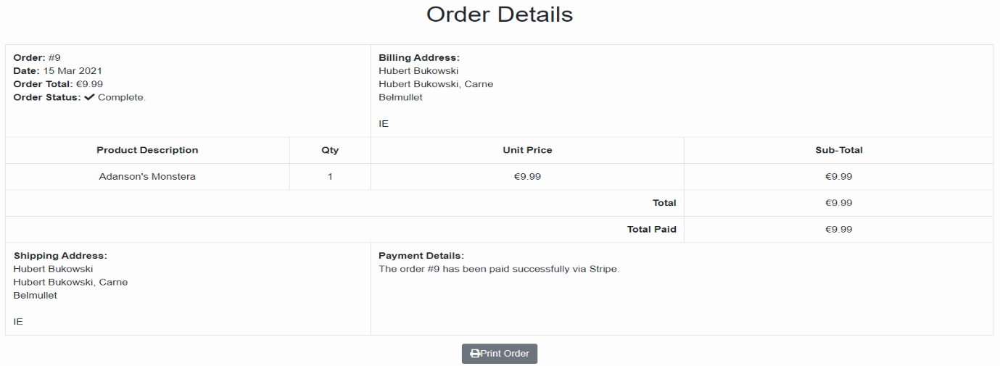 Order Details
Order: #9
Date: 15 Mar 2021
Order Total: €9.99
Order Status: Complete.
Billing Address:
Hubert Bukowski
Hubert Bukowski, Carne
Belmullet
IE
Product Description Qty Unit Price Sub-Total
Adanson's Monstera 1 €9.99 €9.99
Total €9.99
Total Paid €9.99
Shipping Address:
Hubert Bukowski
Hubert Bukowski, Carne
Belmullet
IE
Payment Details:
The order #9 has been paid successfully via Stripe.
Print Order